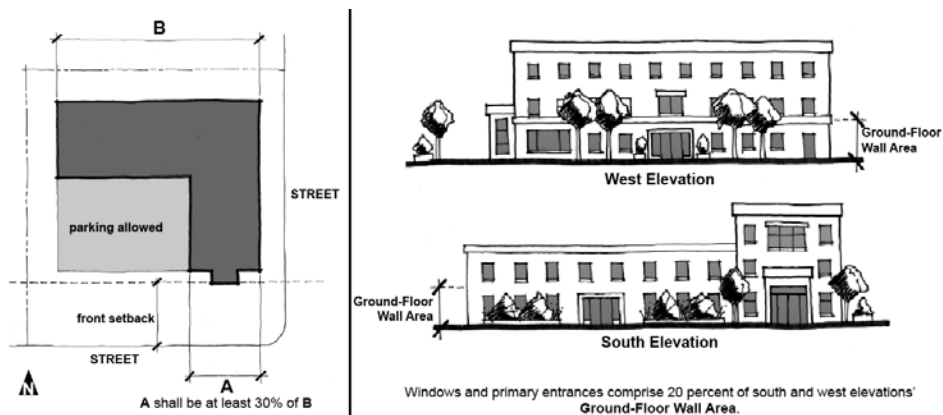 B
STREET
parking allowed
front setback
STREET
N
A
A shall be at least 30% of B
Ground-Floor
Wall Area
West Elevation
Ground-Floor
Wall Area
South Elevation
Windows and primary entrances comprise 20 percent of south and west elevations'
Ground-Floor Wall Area.